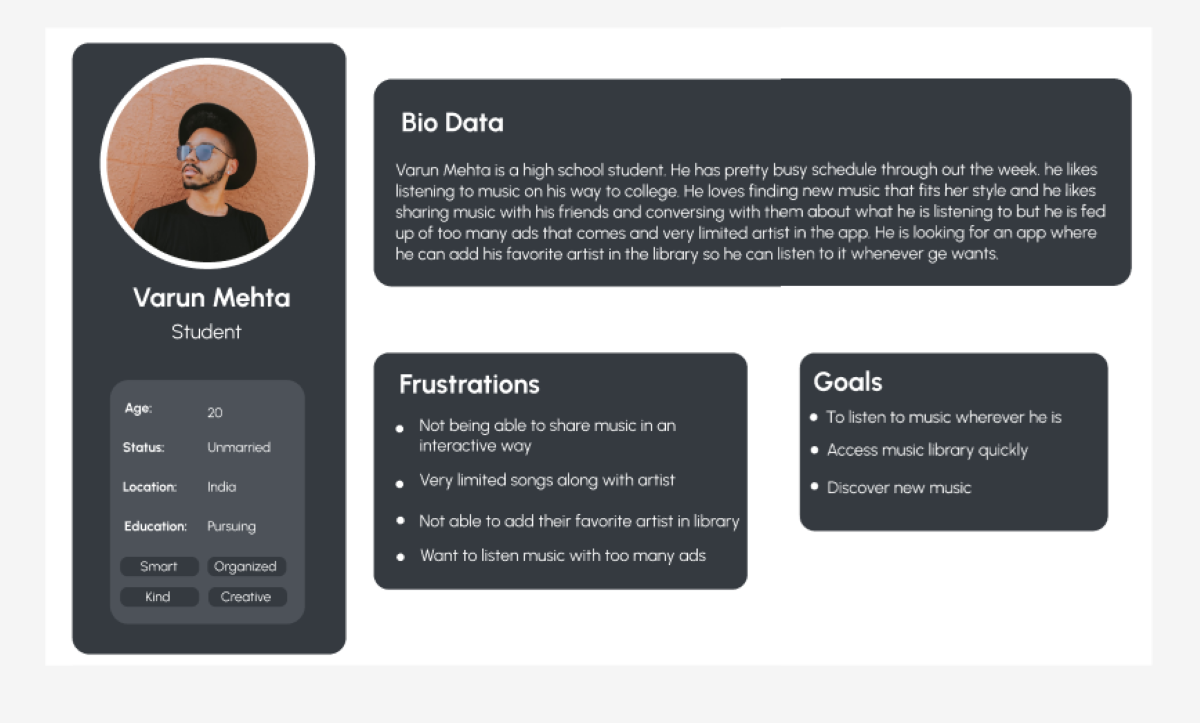 Varun Mehta
Student
Age: 20
Status: Unmarried
Location: India
Education: Pursuing
Smart Organized
Kind Creative
Bio Data
Varun Mehta is a high school student. He has pretty busy schedule through out the week. he likes
listening to music on his way to college. He loves finding new music that fits her style and he likes
sharing music with his friends and conversing with them about what he is listening to but he is fed
up of too many ads that comes and very limited artist in the app. He is looking for an app where
he can add his favorite artist in the library so he can listen to it whenever ge wants.
Frustrations
Not being able to share music in an
interactive way
Very limited songs along with artist
Not able to add their favorite artist in library
Want to listen music with too many ads
Goals
To listen to music wherever he is
Access music library quickly
Discover new music